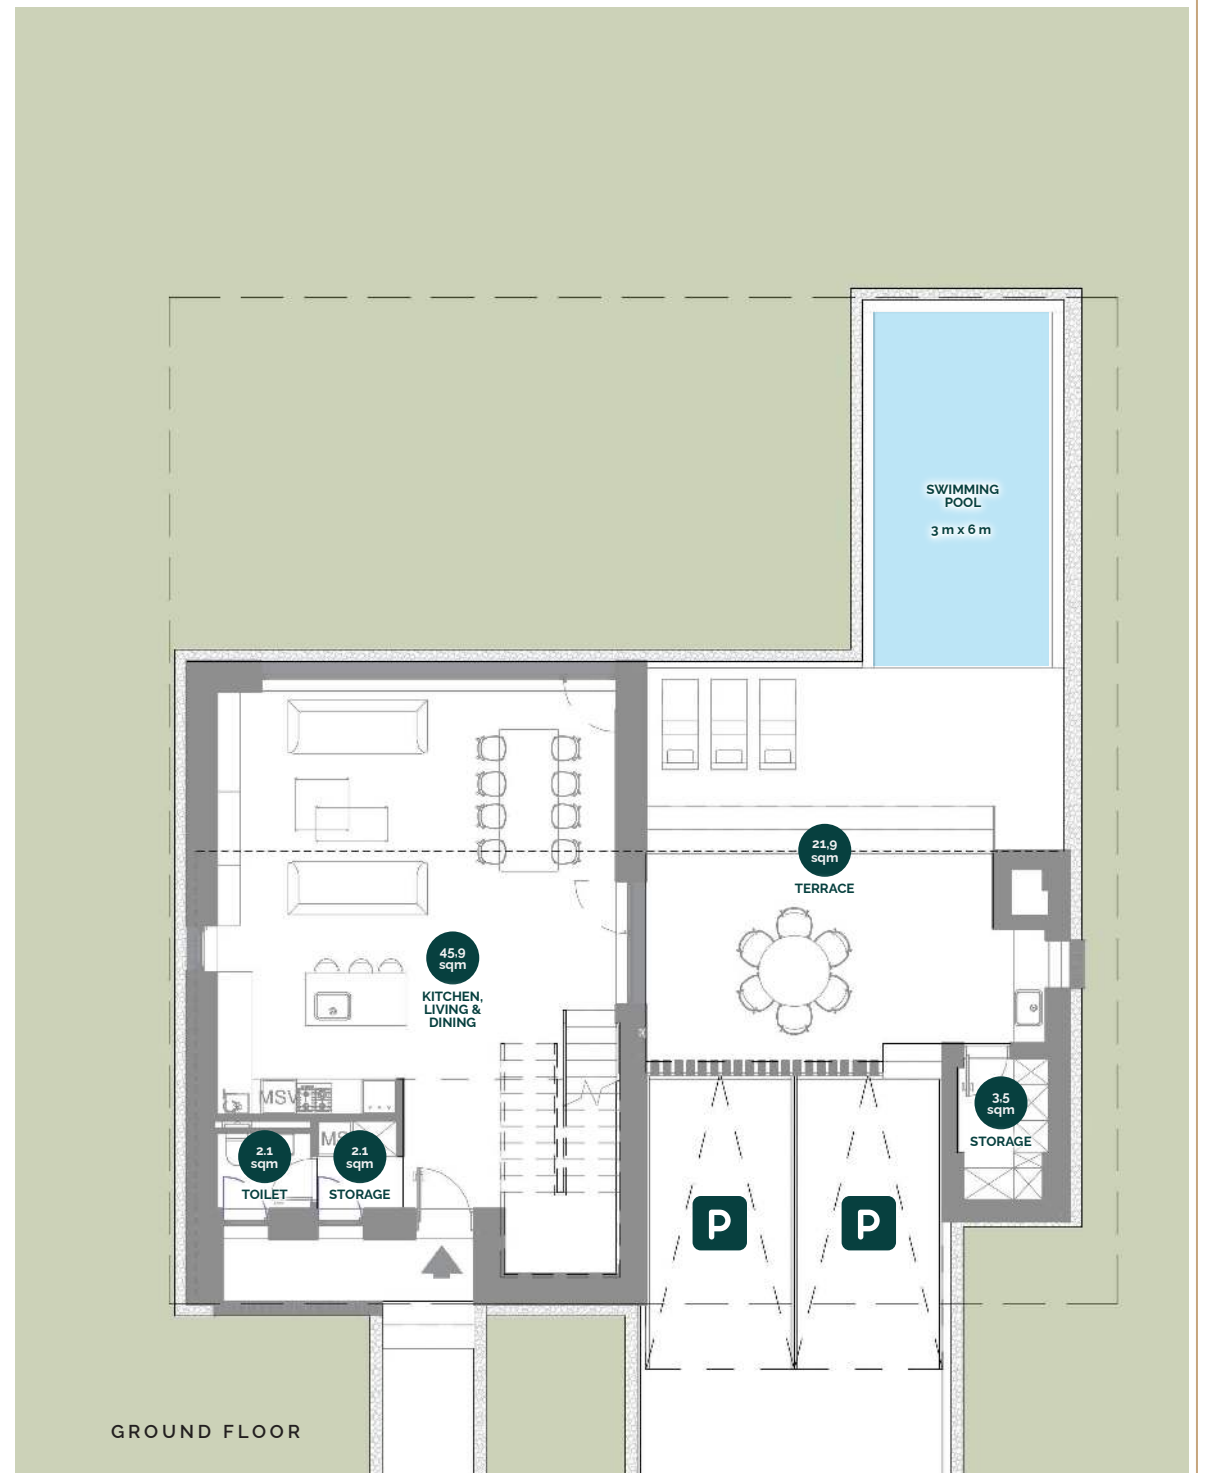 SWIMMING
POOL
3 m x 6 m
21,9
sqm
TERRACE
45,9
sqm
KITCHEN,
LIVING &
DINING
MSV
3,5
sqm
STORAGE
2.1
sqm
TOILET
2.1
sqm
STORAGE
P
P
GROUND FLOOR